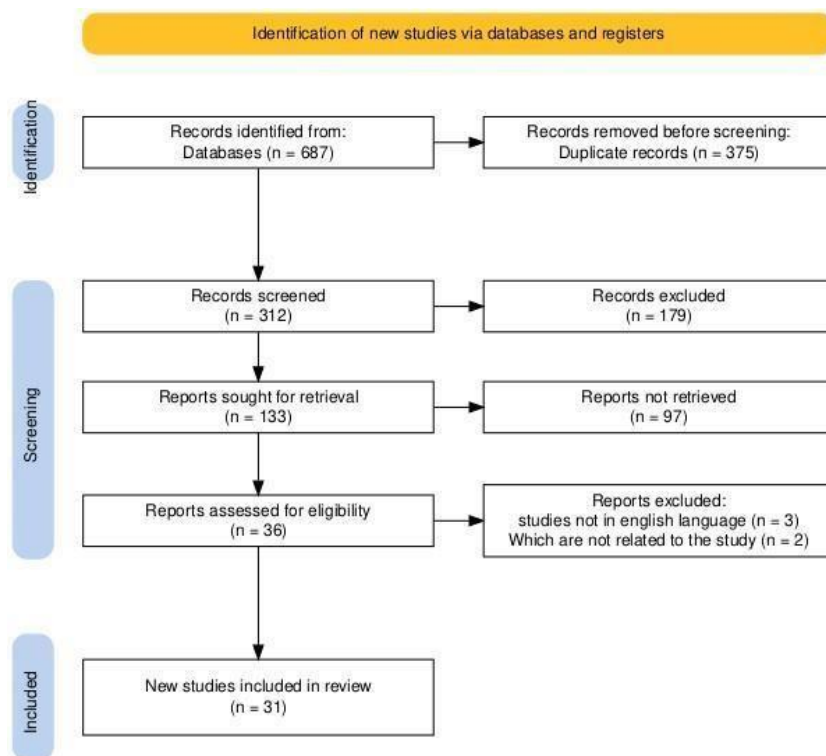 Identification of new studies via databases and registers
Identification
Records identified from:
Databases (n = 687)
Records removed before screening:
Duplicate records (n = 375)
Screening
Records screened
(n = 312)
Records excluded
(n = 179)
Reports sought for retrieval
(n = 133)
Reports not retrieved
(n = 97)
Reports assessed for eligibility
(n = 36)
Reports excluded:
studies not in english language (n = 3)
Which are not related to the study (n = 2)
Included
New studies included in review
(n = 31)